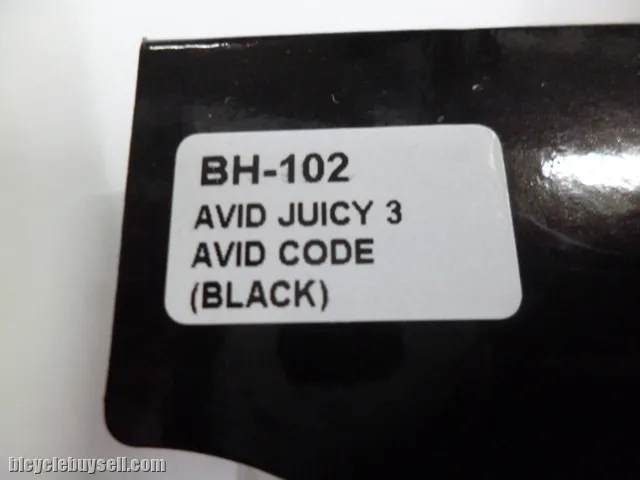 BH-102
AVID JUICY 3
AVID CODE
(BLACK)
bicyclebuysell.com